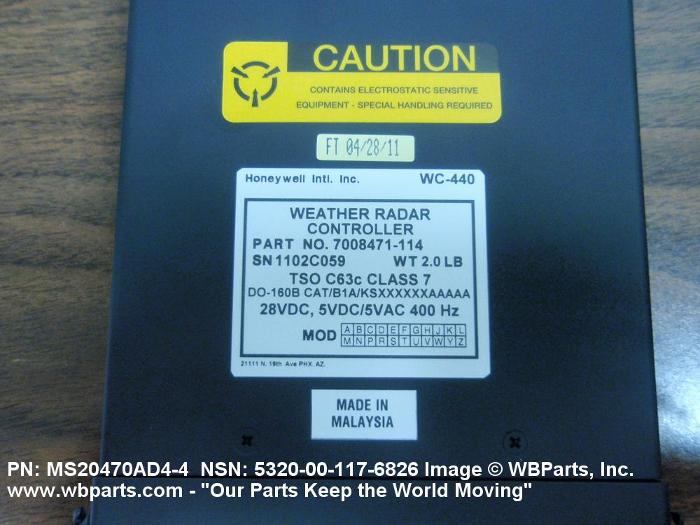 CAUTION
CONTAINS ELECTROSTATIC SENSITIVE
EQUIPMENT - SPECIAL HANDLING REQUIRED
FT 04/28/11
Honeywell Intl. Inc. WC-440
WEATHER RADAR
CONTROLLER
PART NO. 7008471-114
SN 1102C059 WT 2.0 LB
TSO C63c CLASS 7
DO-160B CAT/B1A/KSXXXXXXAAAAA
28VDC, 5VDC/5VAC 400 Hz
MOD A B C D E F G H J K L
M N P R S T U V W Y Z
21111 N. 19th Ave PHX. AZ.
MADE IN
MALAYSIA
PN: MS20470AD4-4 NSN: 5320-00-117-6826 Image © WBParts, Inc.
www.wbparts.com - "Our Parts Keep the World Moving"